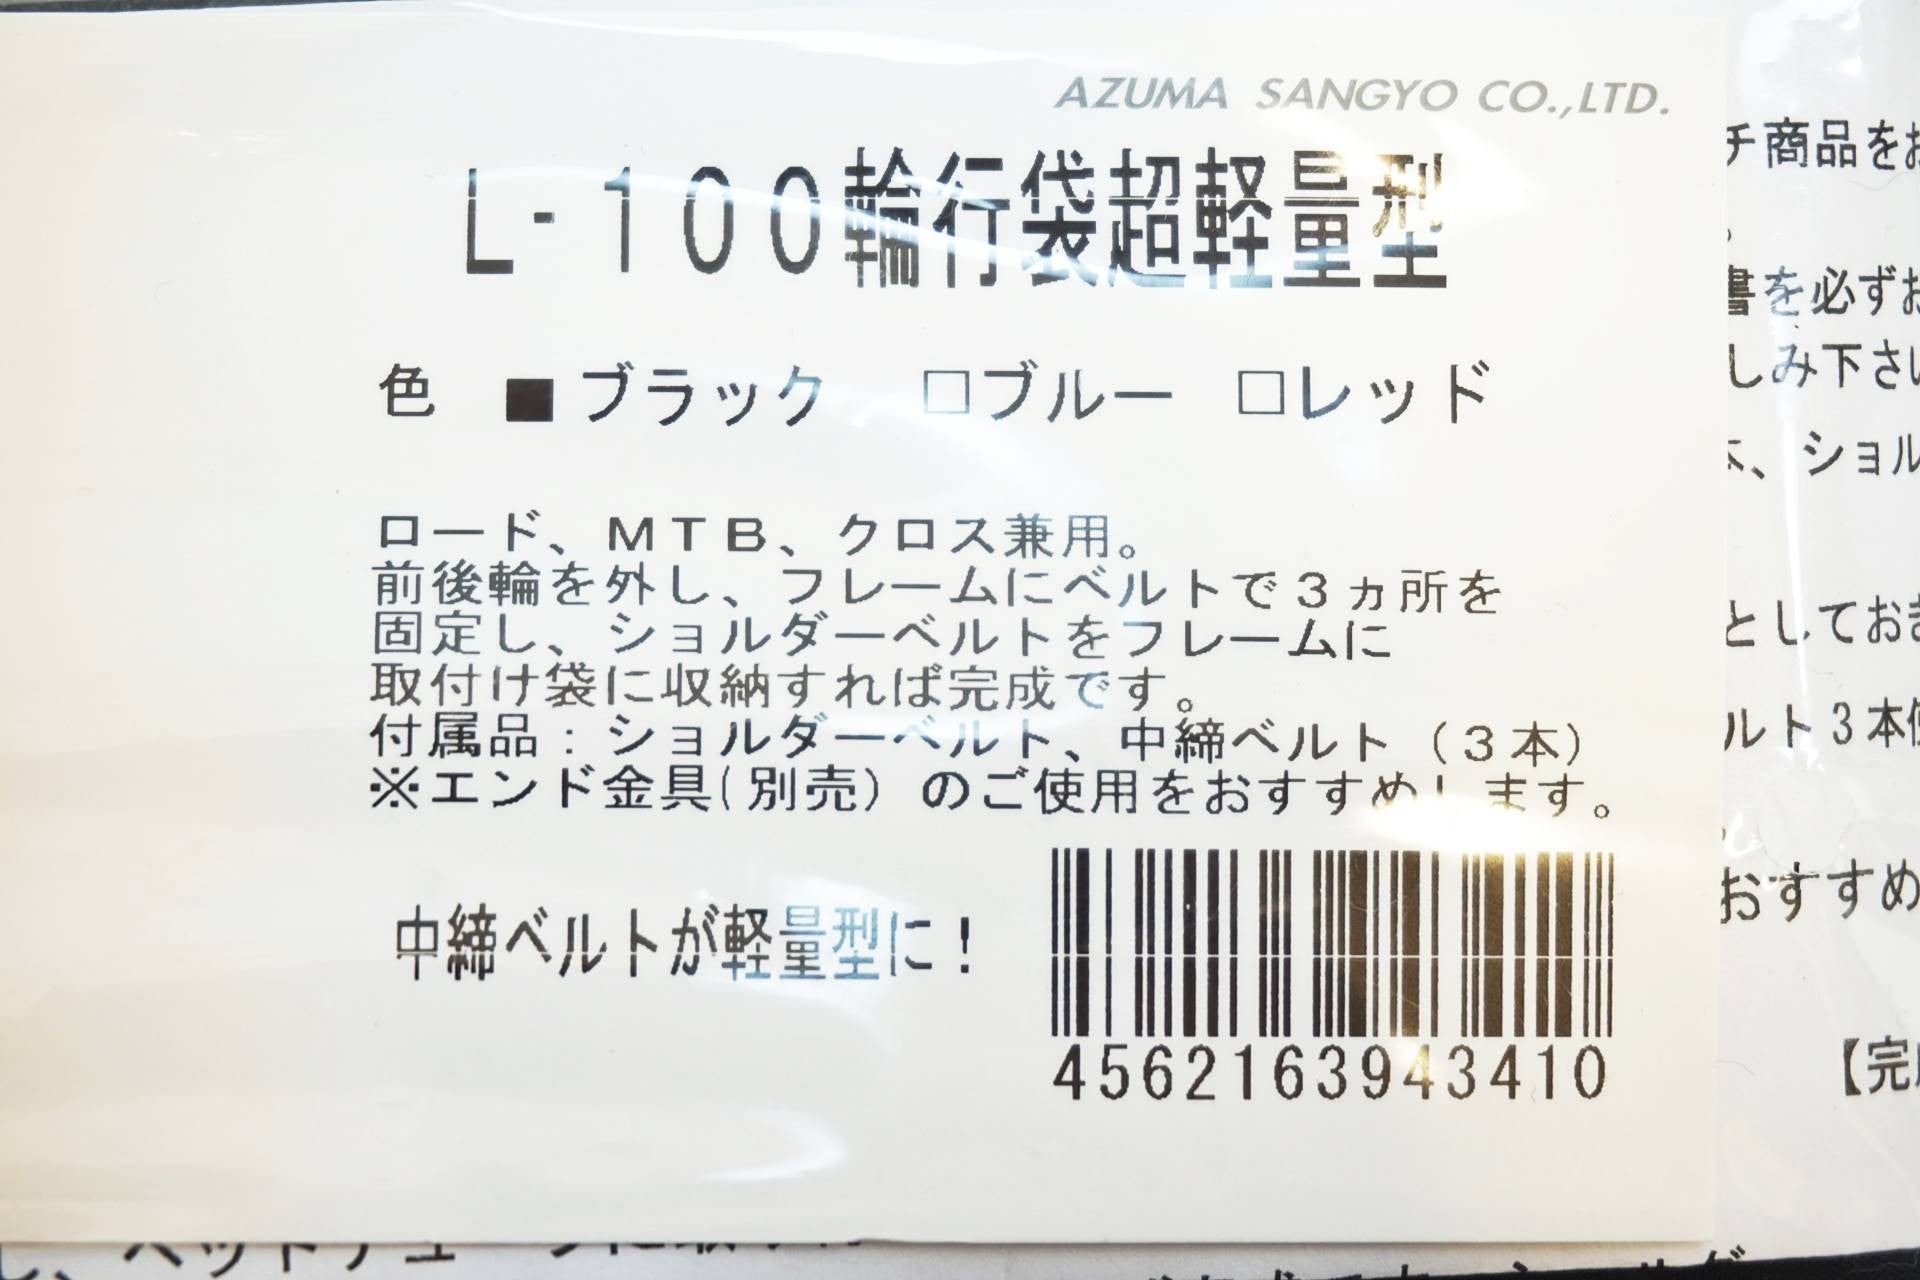 AZUMA SANGYO CO.,LTD.
L-100輪行袋超軽量型
色 ■ブラック □ブルー □レッド
ロード、MTB、クロス兼用。
前後輪を外し、フレームにベルトで3ヵ所を
固定し、ショルダーベルトをフレームに
取付け袋に収納すれば完成です。
付属品:ショルダーベルト、中締ベルト(3本)
※エンド金具(別売)のご使用をおすすめします。
中締ベルトが軽量型に!
4562163943410
チ商品をお
。
書を必ずお
しみ下さい
、ショル
としておき
ルト3本使
おすすめ
【完